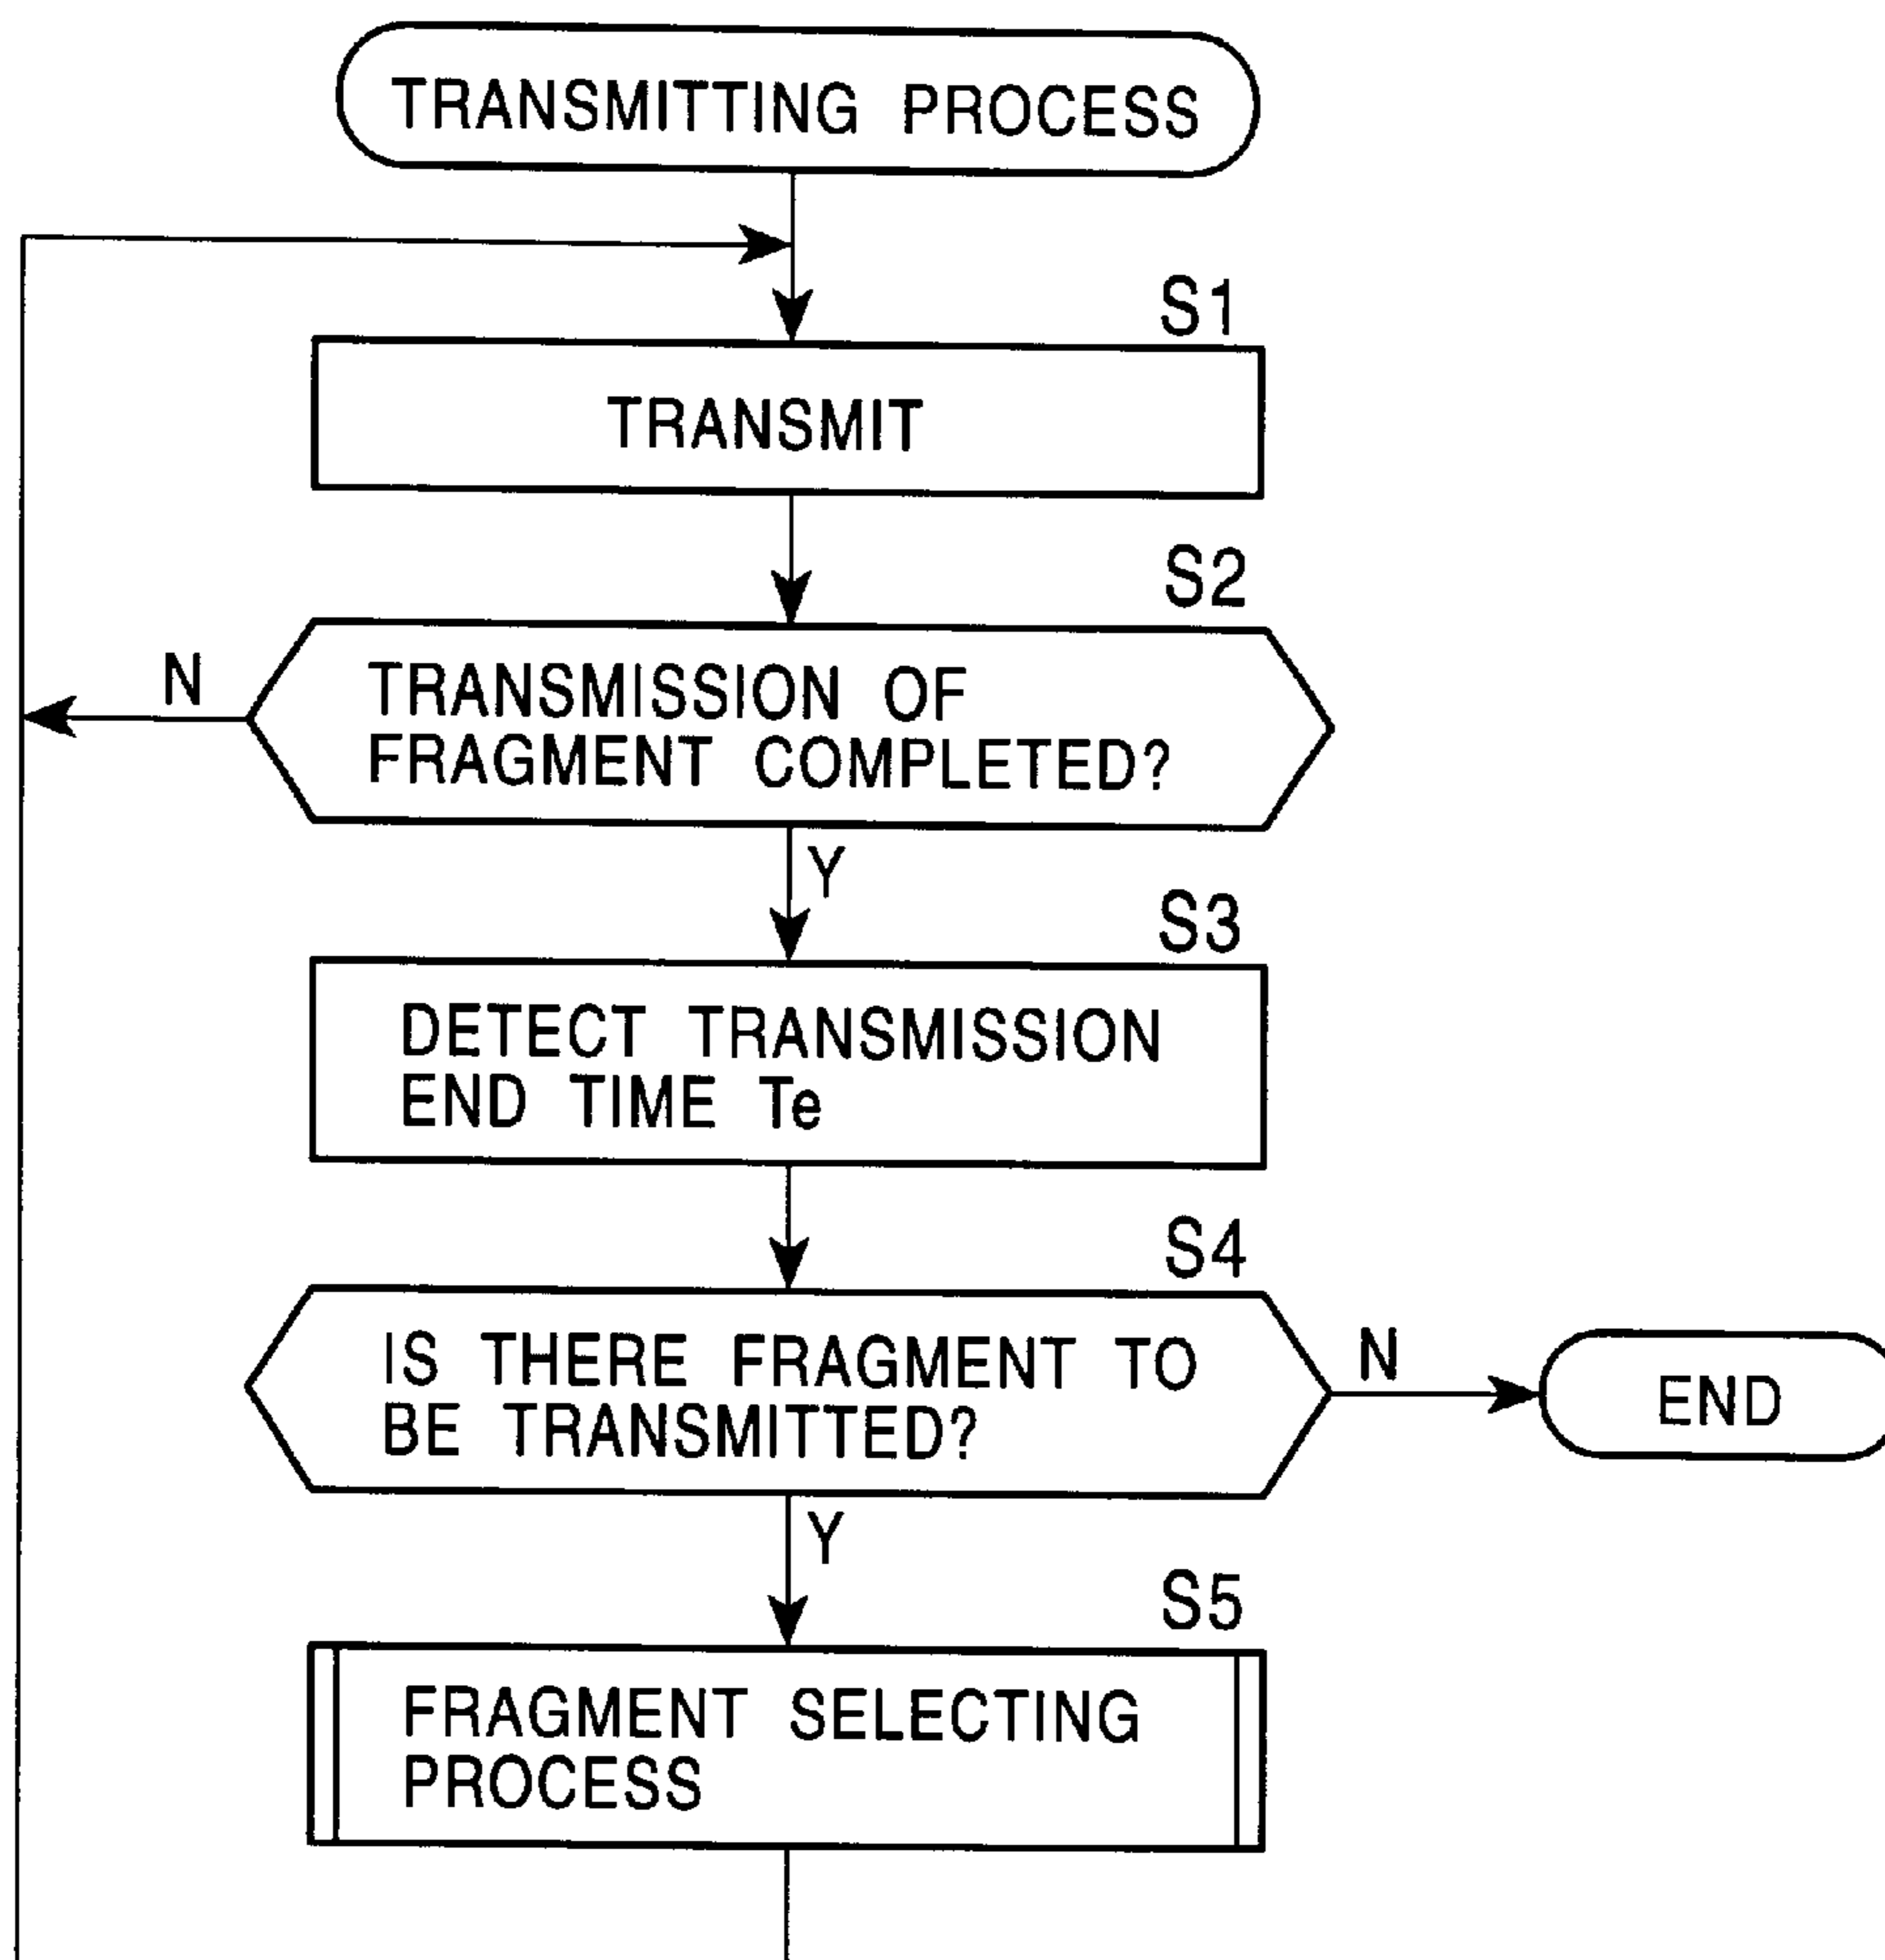 TRANSMITTING PROCESS
S1
TRANSMIT
S2
N
TRANSMISSION OF
FRAGMENT COMPLETED?
Y
S3
DETECT TRANSMISSION
END TIME Te
S4
IS THERE FRAGMENT TO
BE TRANSMITTED?
N
END
Y
S5
FRAGMENT SELECTING
PROCESS